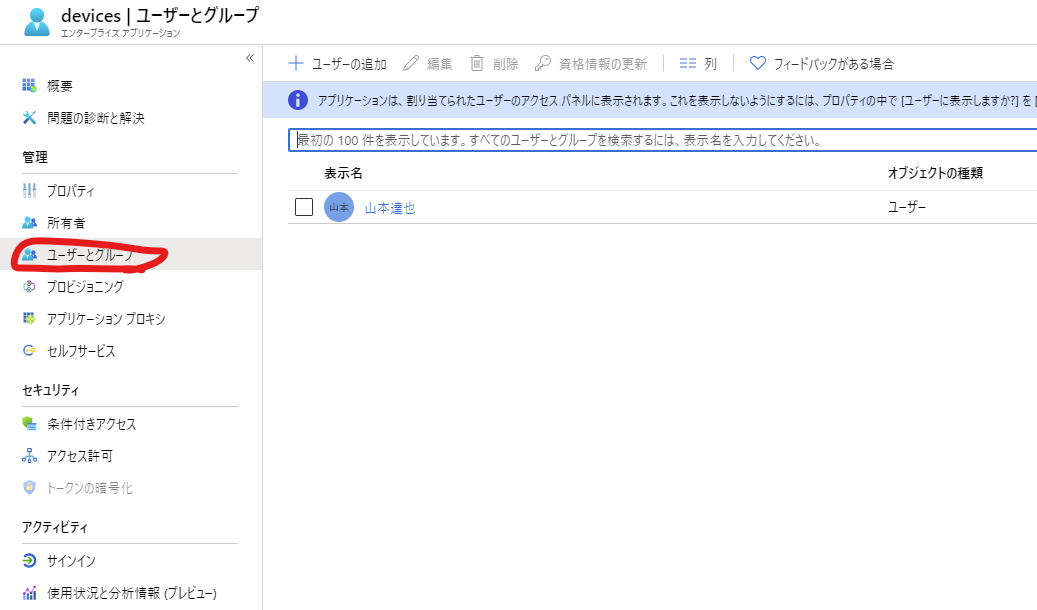 devices | ユーザーとグループ
エンタープライズ アプリケーション
«
概要
問題の診断と解決
管理
プロパティ
所有者
ユーザーとグループ
プロビジョニング
アプリケーション プロキシ
セルフサービス
セキュリティ
条件付きアクセス
アクセス許可
トークンの暗号化
アクティビティ
サインイン
使用状況と分析情報 (プレビュー)
ユーザーの追加 編集 削除 資格情報の更新 列 フィードバックがある場合
アプリケーションは、割り当てられたユーザーのアクセス パネルに表示されます。これを表示しないようにするには、プロパティの中で [ユーザーに表示しますか?] を [
最初の 100 件を表示しています。すべてのユーザーとグループを検索するには、表示名を入力してください。
表示名 オブジェクトの種類
山本 山本達也 ユーザー